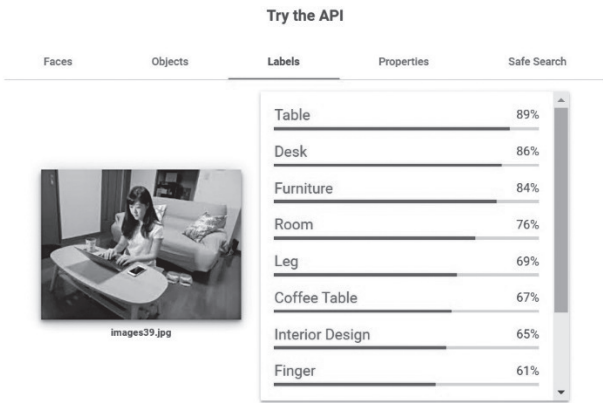 Try the API
Faces Objects Labels Properties Safe Search
Table 89%
Desk 86%
Furniture 84%
Room 76%
Leg 69%
Coffee Table 67%
Interior Design 65%
Finger 61%
images39.jpg